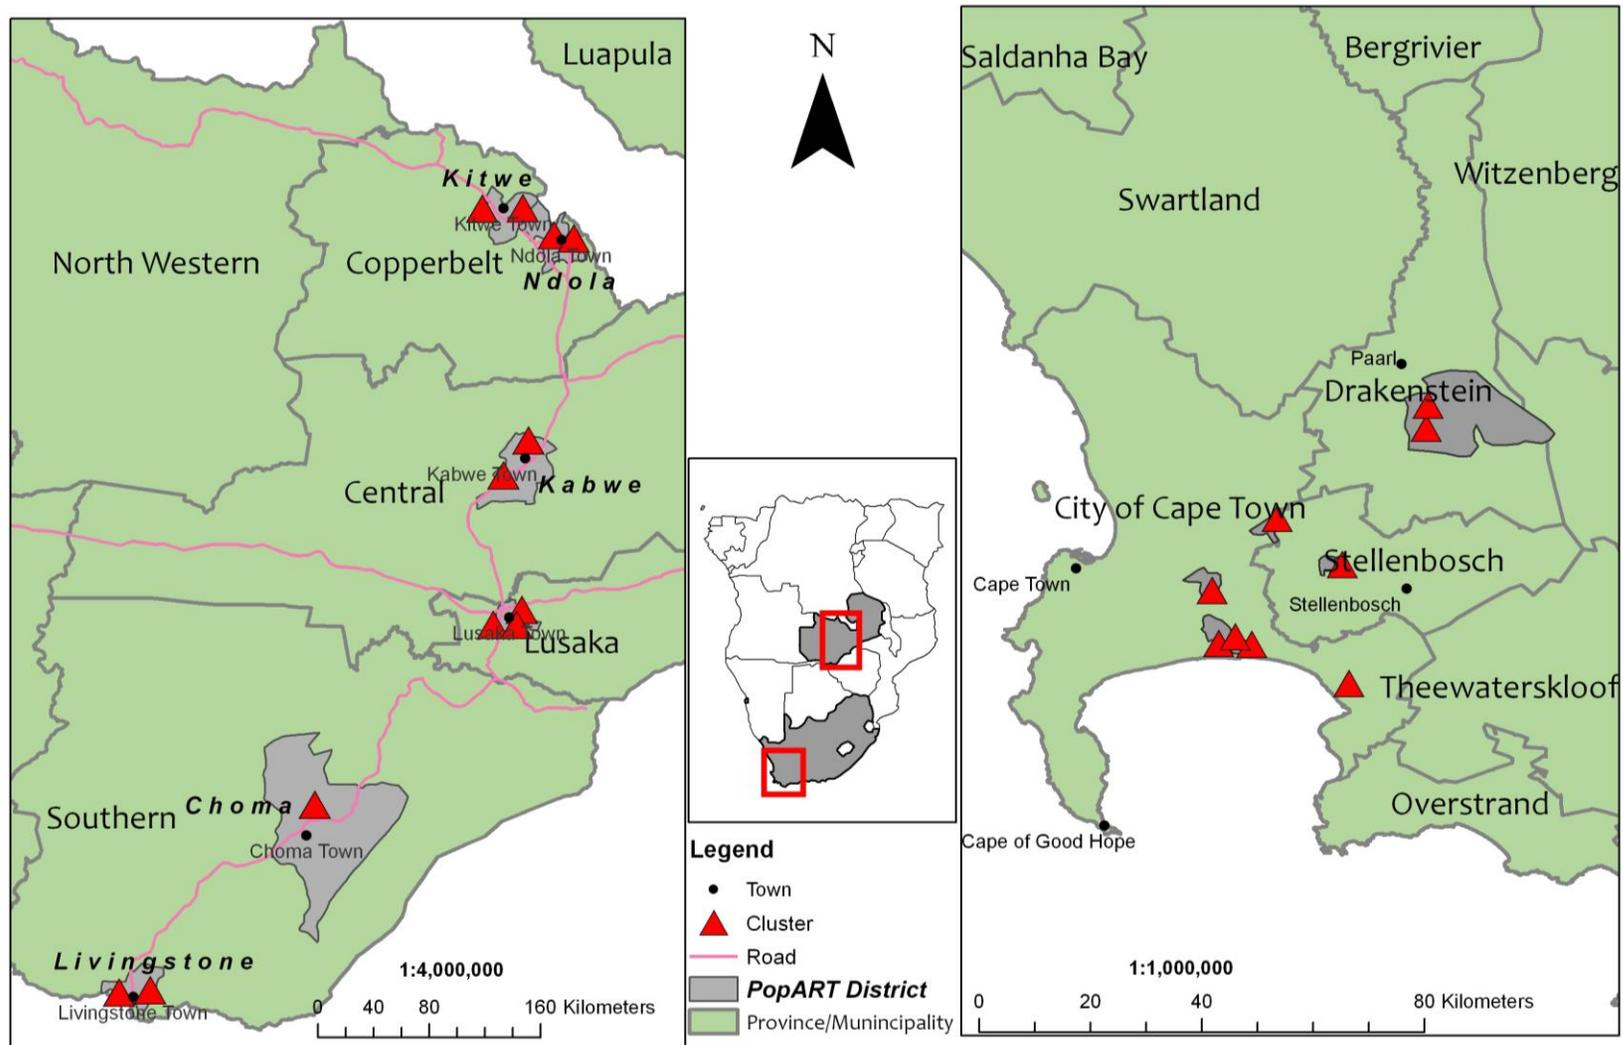 Luapula
Kitwe
Kitwe Town
North Western
Copperbelt
Ndola Town
Ndola
Kabwe Town
Central
Kabwe
Lusaka Town
Lusaka
Southern
Choma
Choma Town
Livingstone
Livingstone Town
1:4,000,000
0 40 80 160 Kilometers
N
Legend
Town
Cluster
Road
PopART District
Province/Munincipality
Saldanha Bay
Bergrivier
Witzenberg
Swartland
Paarl
Drakenstein
City of Cape Town
Cape Town
Stellenbosch
Stellenbosch
Theewaterskloof
Overstrand
Cape of Good Hope
1:1,000,000
0 20 40 80 Kilometers